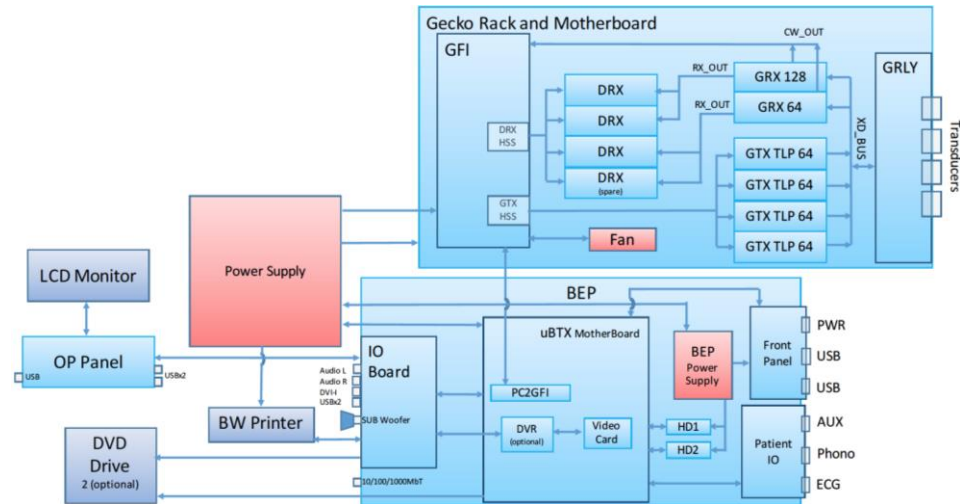 Gecko Rack and Motherboard
GFI
CW_OUT
GRLY
RX_OUT
GRX 128
DRX
DRX
RX_OUT
GRX 64
DRX
HSS
DRX
DRX
(spare)
XD_BUS
Transducers
GTX TLP 64
GTX TLP 64
GTX TLP 64
GTX TLP 64
GTX
HSS
Fan
Power Supply
LCD Monitor
OP Panel
USB
USBx2
BW Printer
DVD
Drive
2 (optional)
BEP
IO
Board
Audio L
Audio R
DVI-I
USBx2
SUB Woofer
10/100/1000MbT
uBTX MotherBoard
PC2GFI
DVR
(optional)
Video
Card
BEP
Power
Supply
HD1
HD2
Front
Panel
Patient
IO
PWR
USB
USB
AUX
Phono
ECG